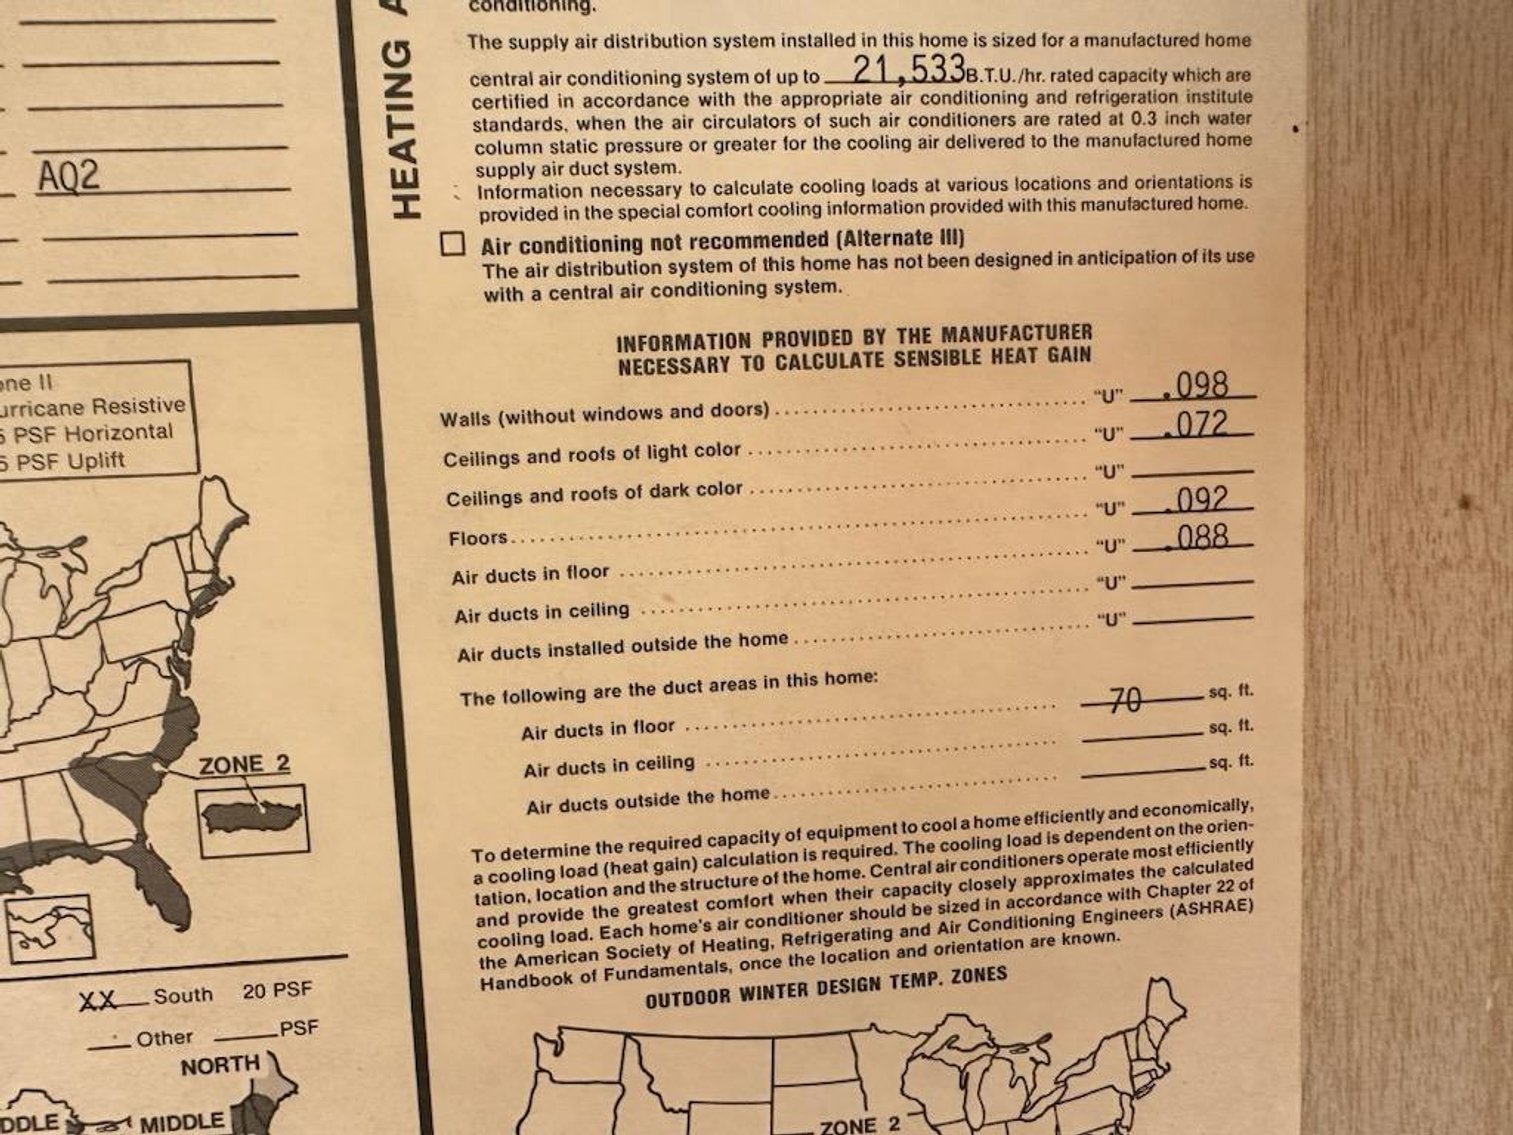 conditioning.
HEATING A
The supply air distribution system installed in this home is sized for a manufactured home
central air conditioning system of up to 21,533 B.T.U./hr. rated capacity which are
certified in accordance with the appropriate air conditioning and refrigeration institute
standards, when the air circulators of such air conditioners are rated at 0.3 inch water
column static pressure or greater for the cooling air delivered to the manufactured home
supply air duct system.
Information necessary to calculate cooling loads at various locations and orientations is
provided in the special comfort cooling information provided with this manufactured home.
Air conditioning not recommended (Alternate III)
The air distribution system of this home has not been designed in anticipation of its use
with a central air conditioning system.
INFORMATION PROVIDED BY THE MANUFACTURER
NECESSARY TO CALCULATE SENSIBLE HEAT GAIN
Walls (without windows and doors) "U" .098
Ceilings and roofs of light color "U" .072
Ceilings and roofs of dark color "U"
Floors "U" .092
Air ducts in floor "U" .088
Air ducts in ceiling "U"
Air ducts installed outside the home "U"
The following are the duct areas in this home:
Air ducts in floor 70 sq. ft.
Air ducts in ceiling sq. ft.
Air ducts outside the home sq. ft.
To determine the required capacity of equipment to cool a home efficiently and economically,
a cooling load (heat gain) calculation is required. The cooling load is dependent on the orien-
tation, location and the structure of the home. Central air conditioners operate most efficiently
and provide the greatest comfort when their capacity closely approximates the calculated
cooling load. Each home's air conditioner should be sized in accordance with Chapter 22 of
the American Society of Heating, Refrigerating and Air Conditioning Engineers (ASHRAE)
Handbook of Fundamentals, once the location and orientation are known.
OUTDOOR WINTER DESIGN TEMP. ZONES
ZONE 2
AQ2
one II
urricane Resistive
5 PSF Horizontal
5 PSF Uplift
ZONE 2
XX South 20 PSF
Other PSF
NORTH
DDLE MIDDLE